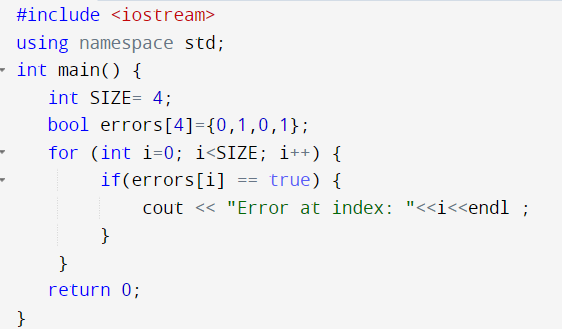 #include <iostream>
using namespace std;
int main() {
int SIZE= 4;
bool errors[4]={0,1,0,1};
for (int i=0; i<SIZE; i++) {
if(errors[i] == true) {
cout << "Error at index: "<<i<<endl ;
}
}
return 0;
}